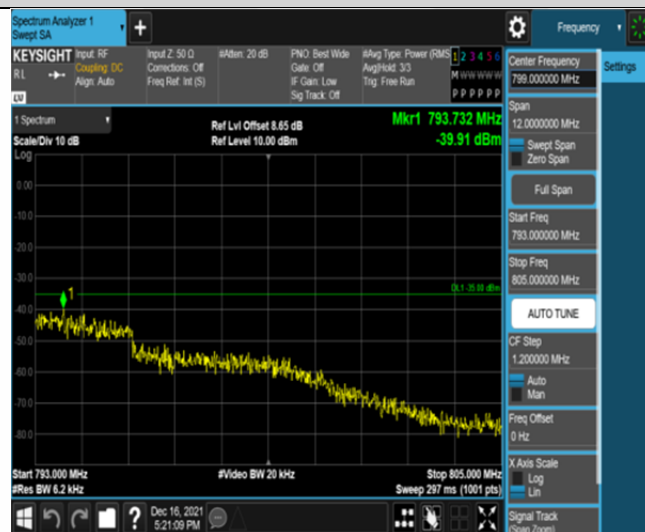 Spectrum Analyzer 1
Swept SA
+
Frequency
KEYSIGHT
RL
LXI
Input: RF
Coupling: DC
Align: Auto
Input Z: 50 Ω
Corrections: Off
Freq Ref: Int (S)
#Atten: 20 dB
PNO: Best Wide
Gate: Off
IF Gain: Low
Sig Track: Off
#Avg Type: Power (RMS
Avg|Hold: 3/3
Trig: Free Run
1 2 3 4 5 6
M W W W W W
P P P P P P
Center Frequency
799.000000 MHz
Settings
Span
12.0000000 MHz
Swept Span
Zero Span
Full Span
Start Freq
793.000000 MHz
Stop Freq
805.000000 MHz
AUTO TUNE
CF Step
1.200000 MHz
Auto
Man
Freq Offset
0 Hz
X Axis Scale
Log
Lin
Signal Track
(Span Zoom)
1 Spectrum
Scale/Div 10 dB
Log
Ref Lvl Offset 8.65 dB
Ref Level 10.00 dBm
Mkr1 793.732 MHz
-39.91 dBm
0.00
-10.0
-20.0
-30.0
-40.0
-50.0
-60.0
-70.0
-80.0
DL1 -35.00 dBm
1
Start 793.000 MHz
#Res BW 6.2 kHz
#Video BW 20 kHz
Stop 805.000 MHz
Sweep 297 ms (1001 pts)
?
Dec 16, 2021
5:21:09 PM